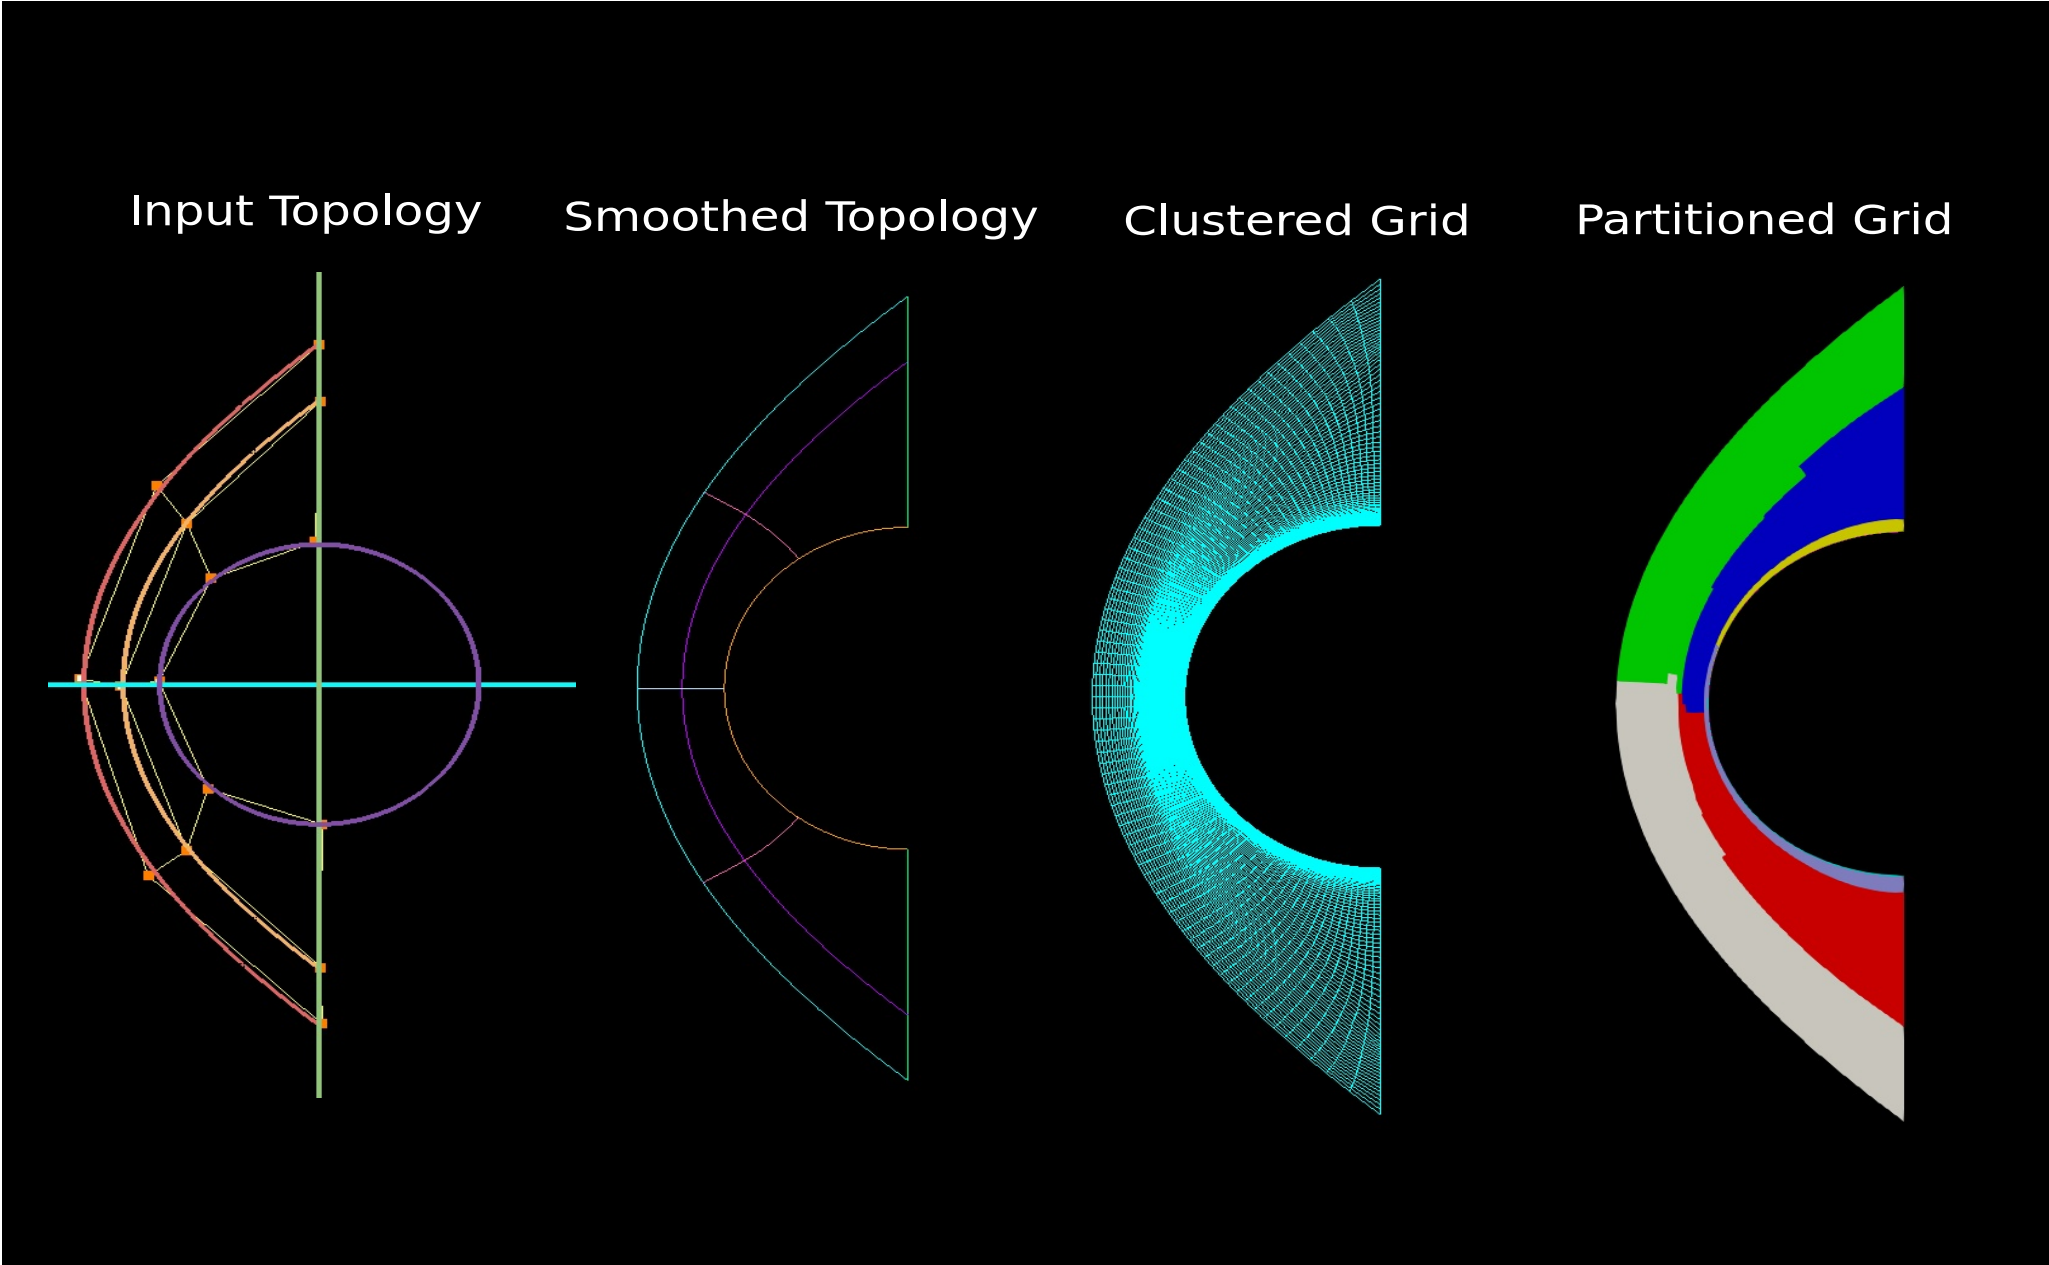 Input Topology
Smoothed Topology
Clustered Grid
Partitioned Grid